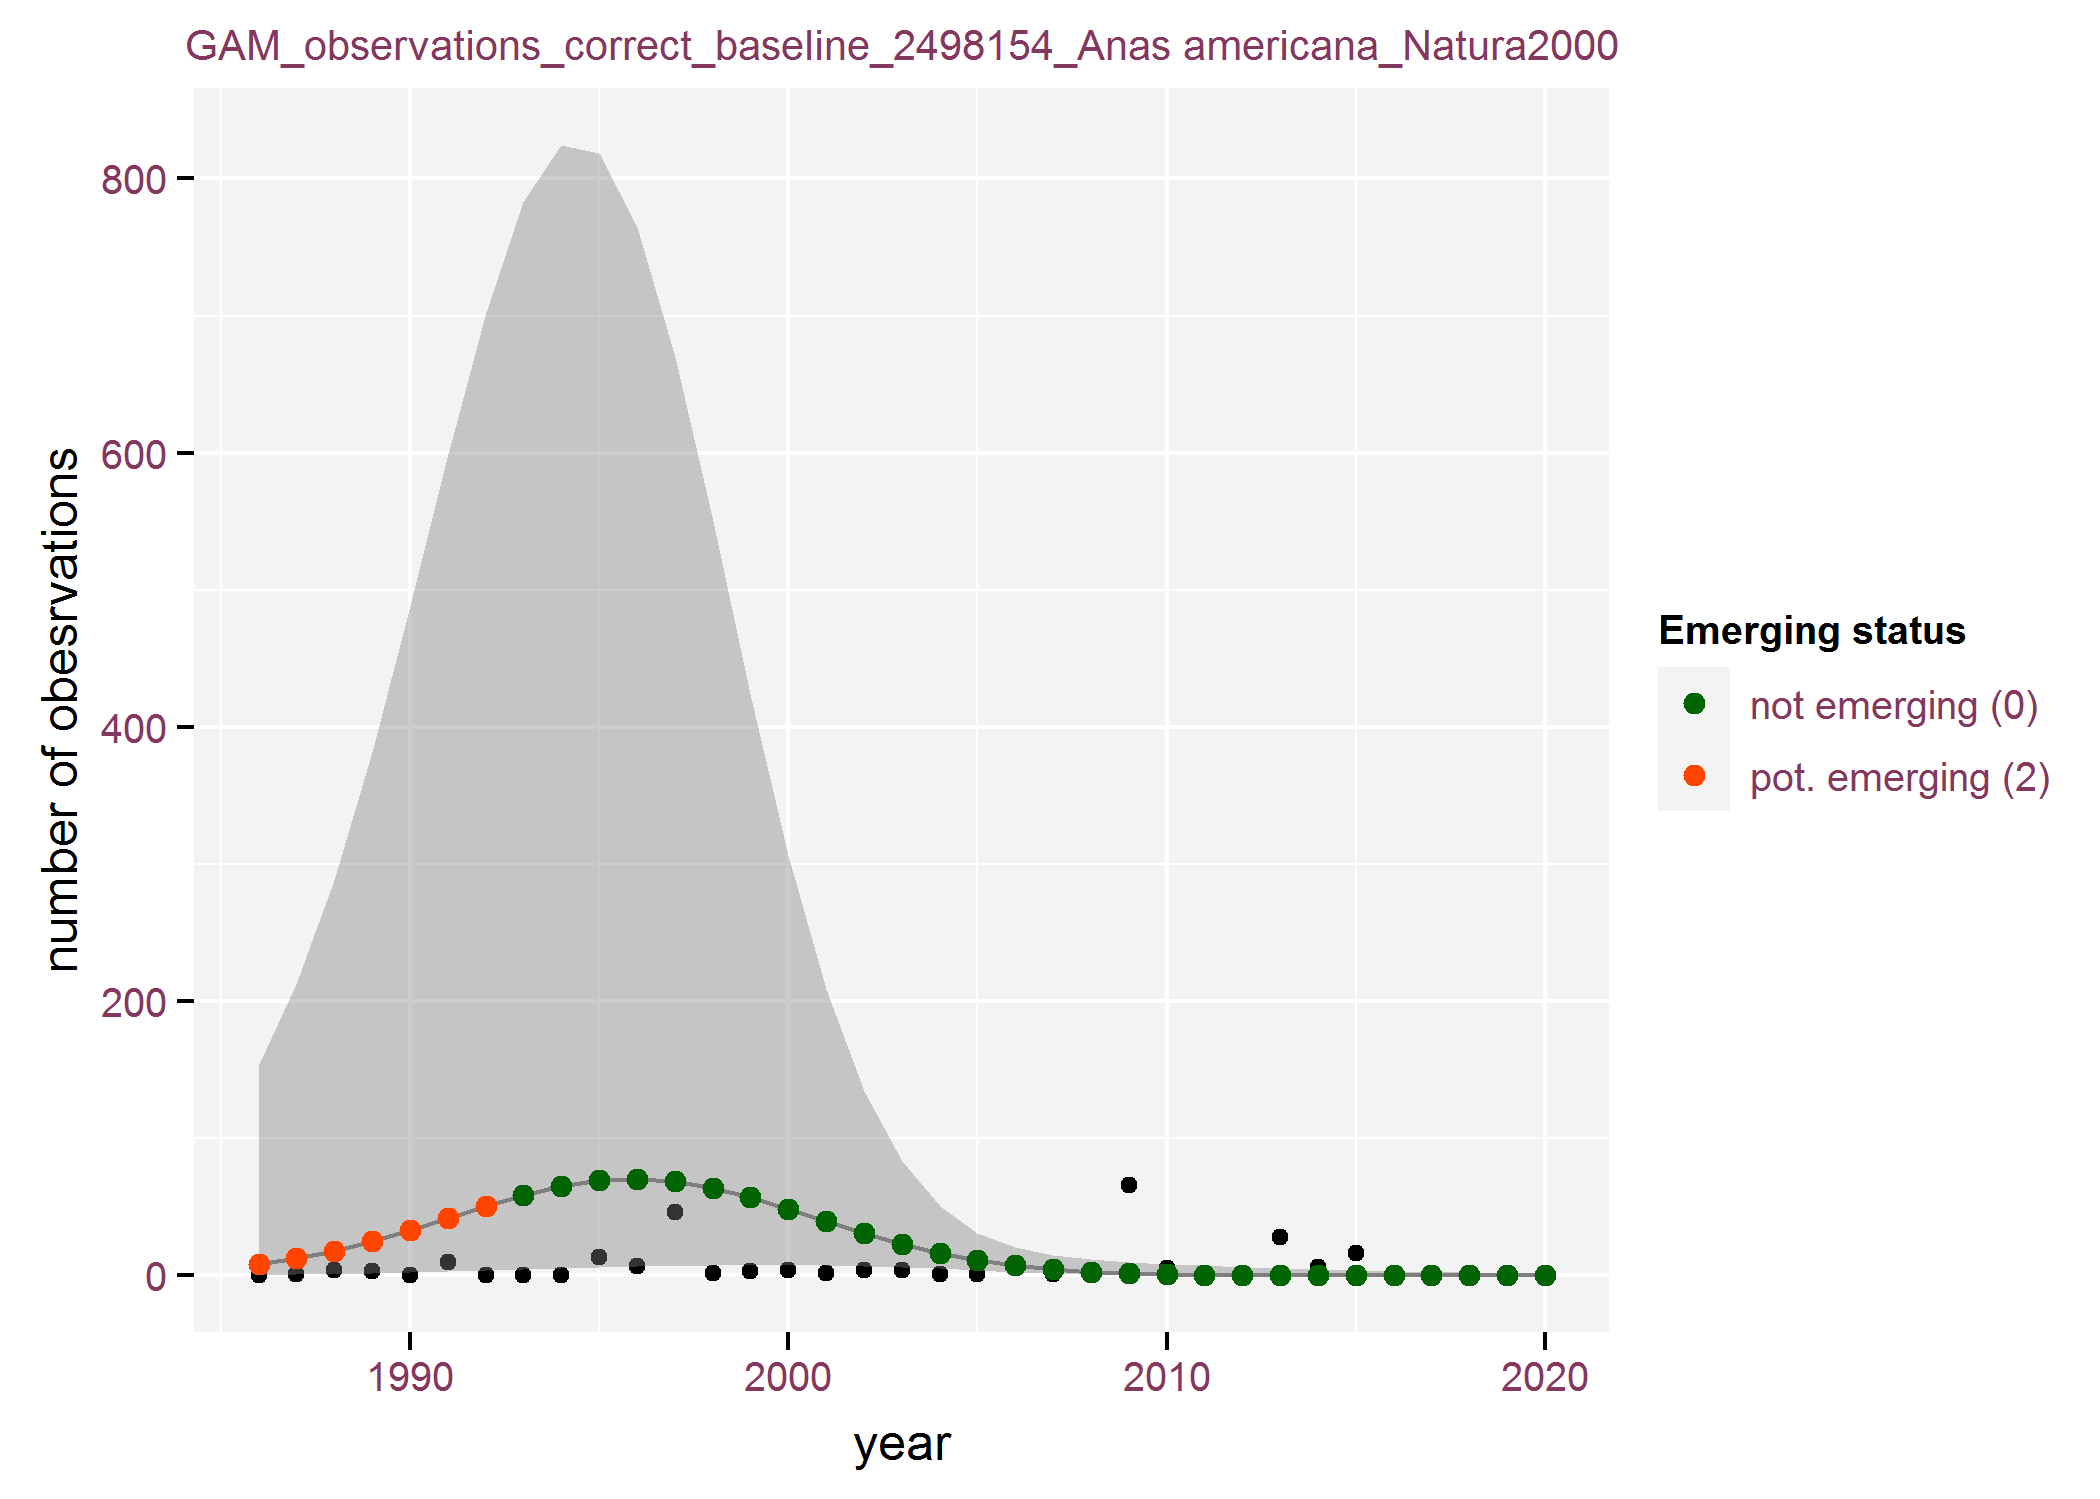 GAM_observations_correct_baseline_2498154_Anas americana_Natura2000
800
600
400
200
0
number of obesrvations
1990
2000
2010
2020
year
Emerging status
not emerging (0)
pot. emerging (2)